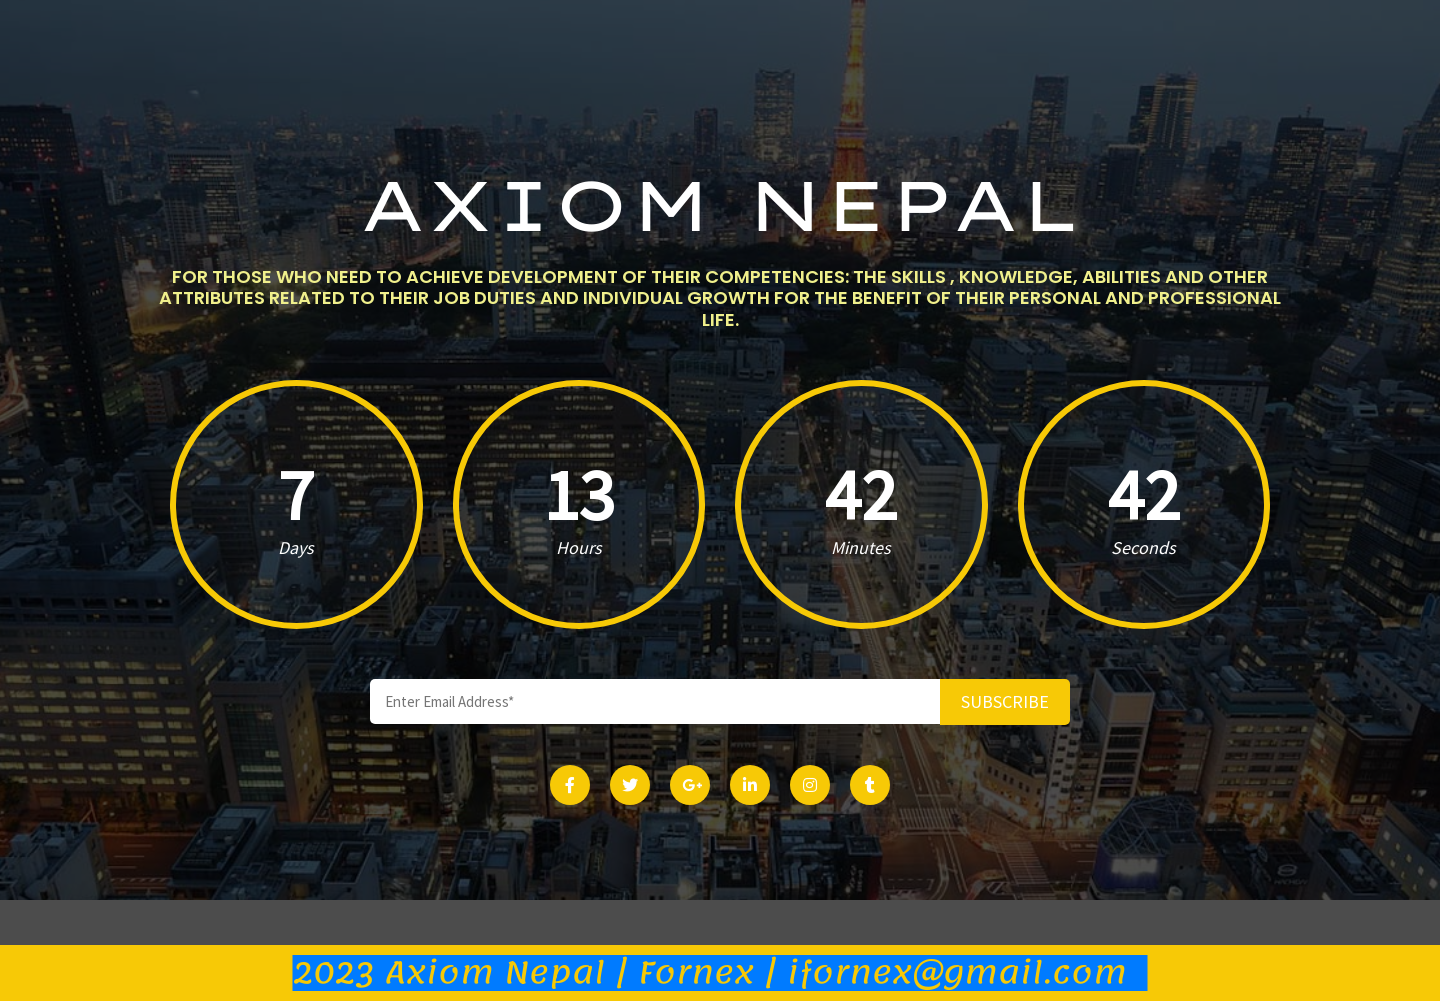 AXIOM NEPAL
FOR THOSE WHO NEED TO ACHIEVE DEVELOPMENT OF THEIR COMPETENCIES: THE SKILLS , KNOWLEDGE, ABILITIES AND OTHER
ATTRIBUTES RELATED TO THEIR JOB DUTIES AND INDIVIDUAL GROWTH FOR THE BENEFIT OF THEIR PERSONAL AND PROFESSIONAL
LIFE.
7 13 42 42
Days Hours Minutes Seconds
Enter Email Address* SUBSCRIBE
2023 Axiom Nepal | Fornex | ifornex@gmail.com